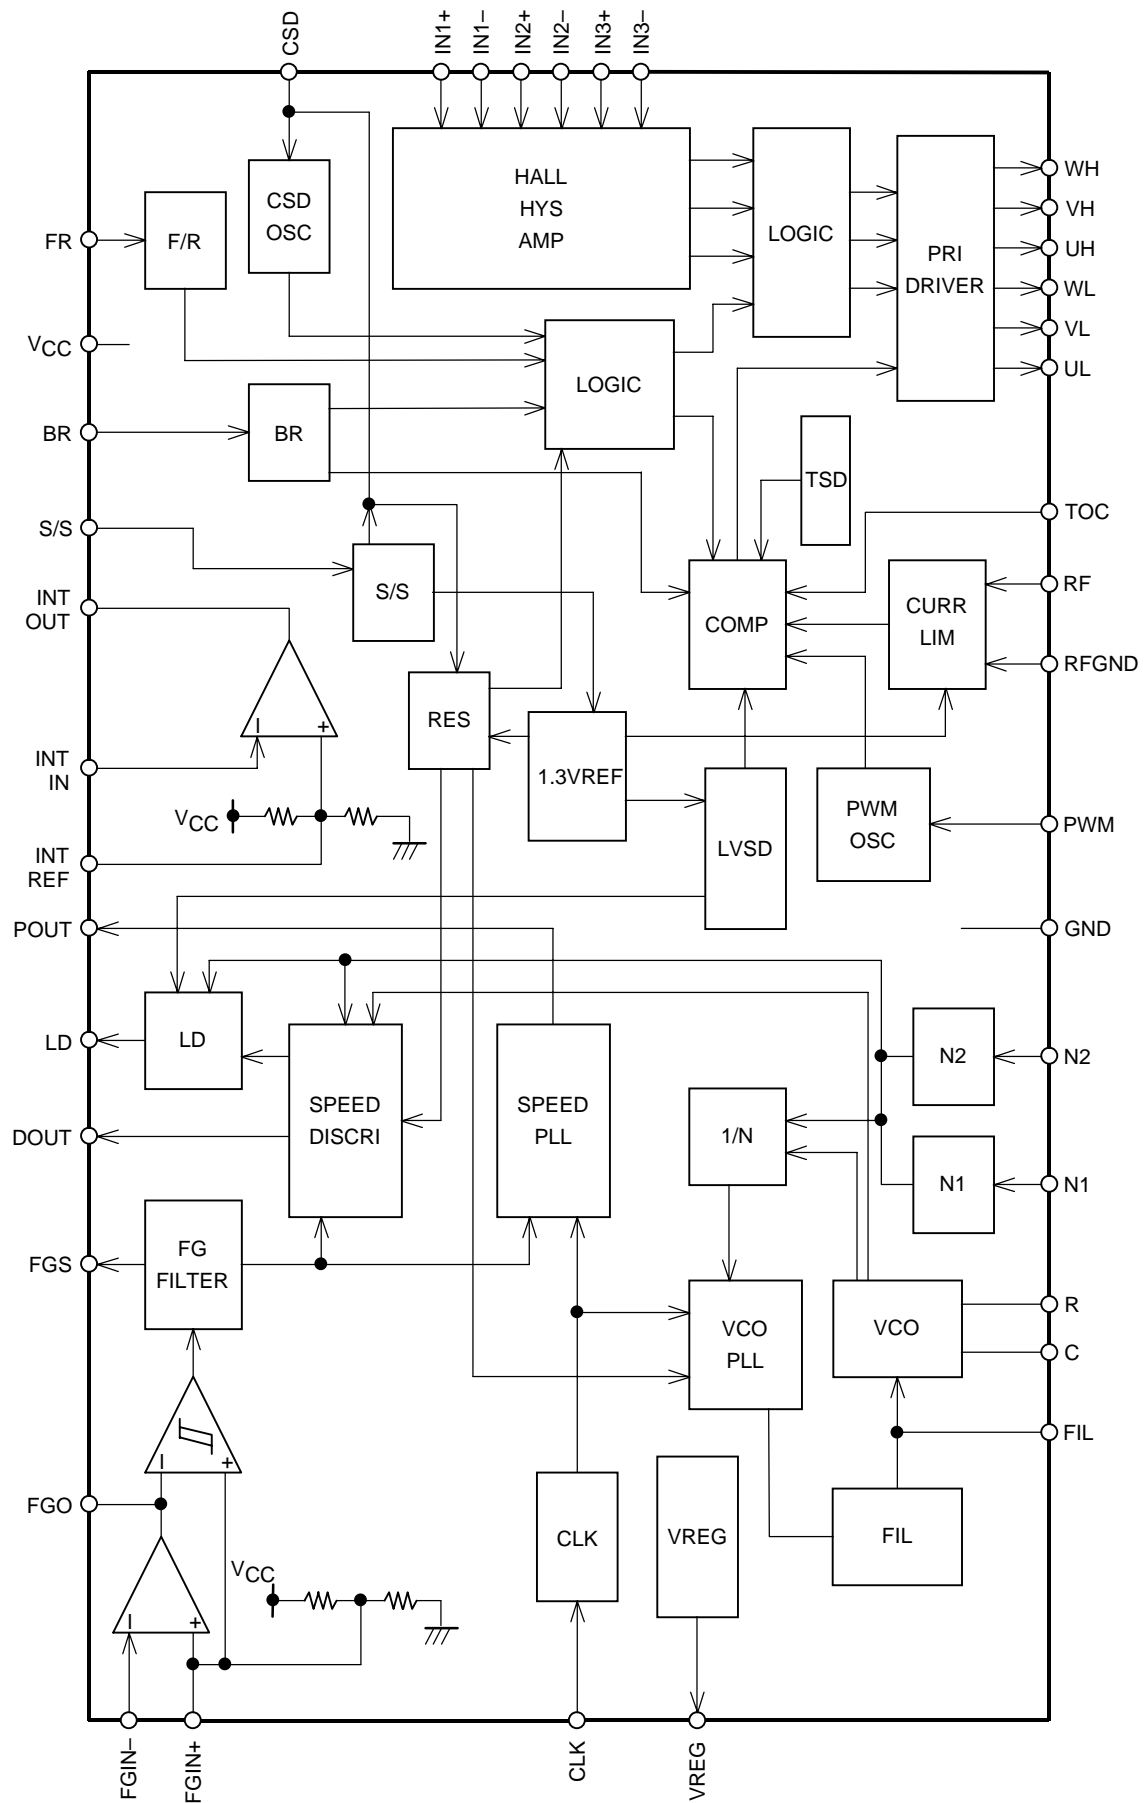 CSD
IN1+
IN1–
IN2+
IN2–
IN3+
IN3–
HALL
HYS
AMP
LOGIC
PRI
DRIVER
WH
VH
UH
WL
VL
UL
CSD
OSC
FR
F/R
VCC
LOGIC
BR
BR
TSD
TOC
S/S
S/S
INT
OUT
COMP
CURR
LIM
RF
RFGND
RES
1.3VREF
– +
INT
IN
VCC
INT
REF
LVSD
PWM
OSC
PWM
POUT
GND
LD
LD
SPEED
DISCRI
SPEED
PLL
N2
N2
1/N
DOUT
N1
N1
FGS
FG
FILTER
VCO
PLL
VCO
R
C
FIL
– +
FGO
CLK
VREG
FIL
VCC
– +
FGIN–
FGIN+
CLK
VREG